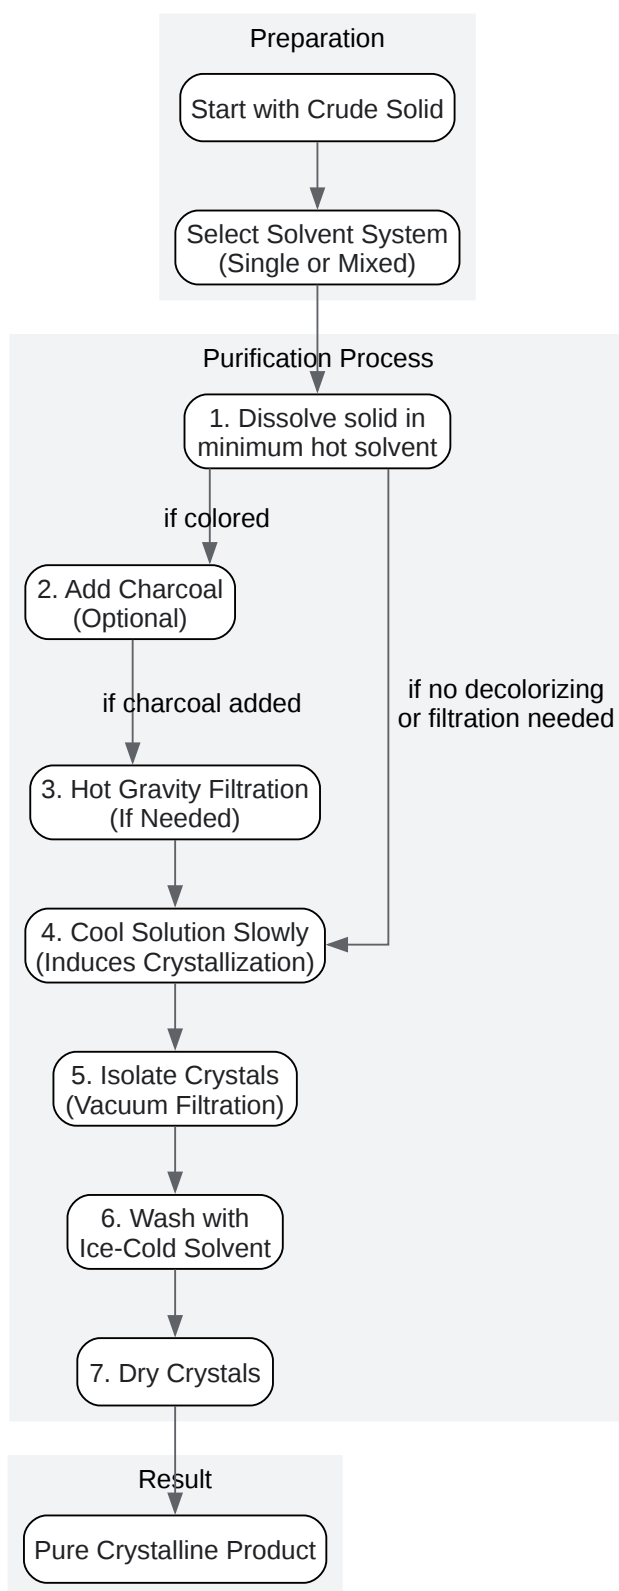 Preparation
Start with Crude Solid
Select Solvent System
(Single or Mixed)
Purification Process
1. Dissolve solid in
minimum hot solvent
if colored
2. Add Charcoal
(Optional)
if charcoal added
if no decolorizing
or filtration needed
3. Hot Gravity Filtration
(If Needed)
4. Cool Solution Slowly
(Induces Crystallization)
5. Isolate Crystals
(Vacuum Filtration)
6. Wash with
Ice-Cold Solvent
7. Dry Crystals
Result
Pure Crystalline Product